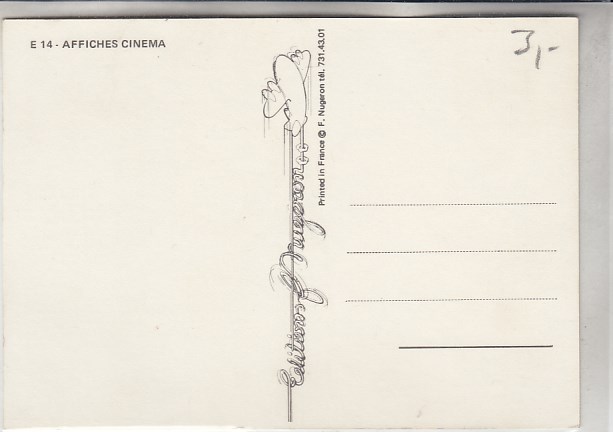 E 14 - AFFICHES CINEMA
3,-
Editions F. Nugeron
Printed in France © F. Nugeron tél. 731.43.01